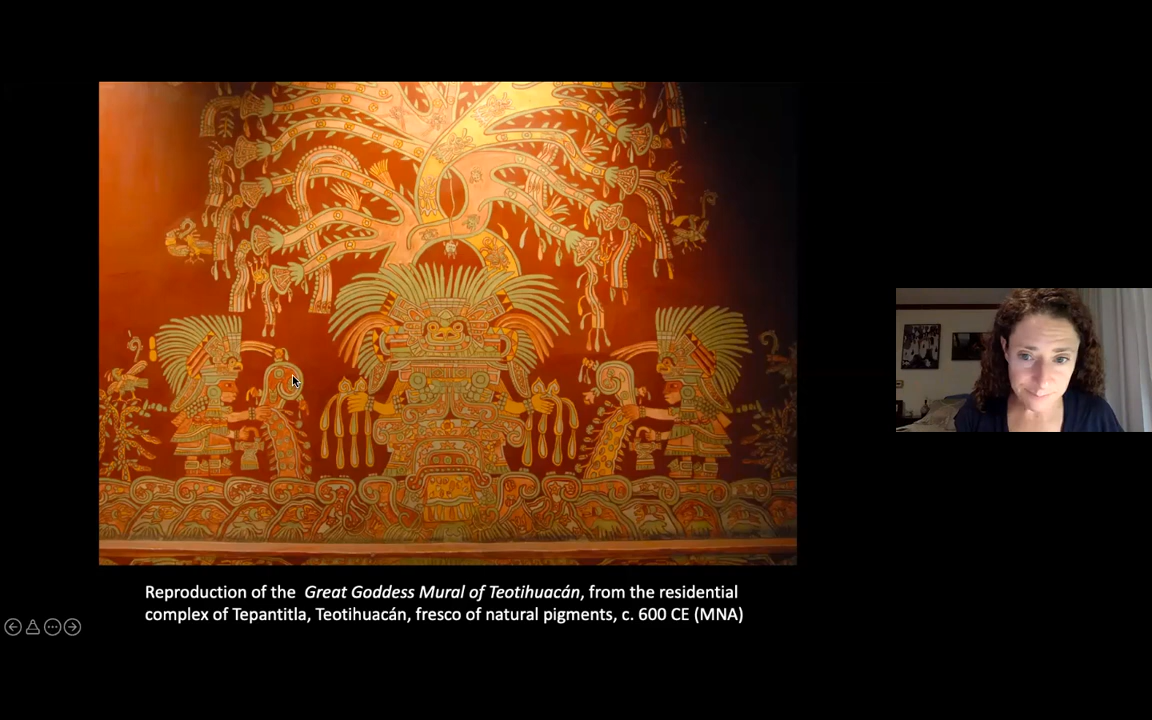 Reproduction of the Great Goddess Mural of Teotihuacán, from the residential
complex of Tepantitla, Teotihuacán, fresco of natural pigments, c. 600 CE (MNA)